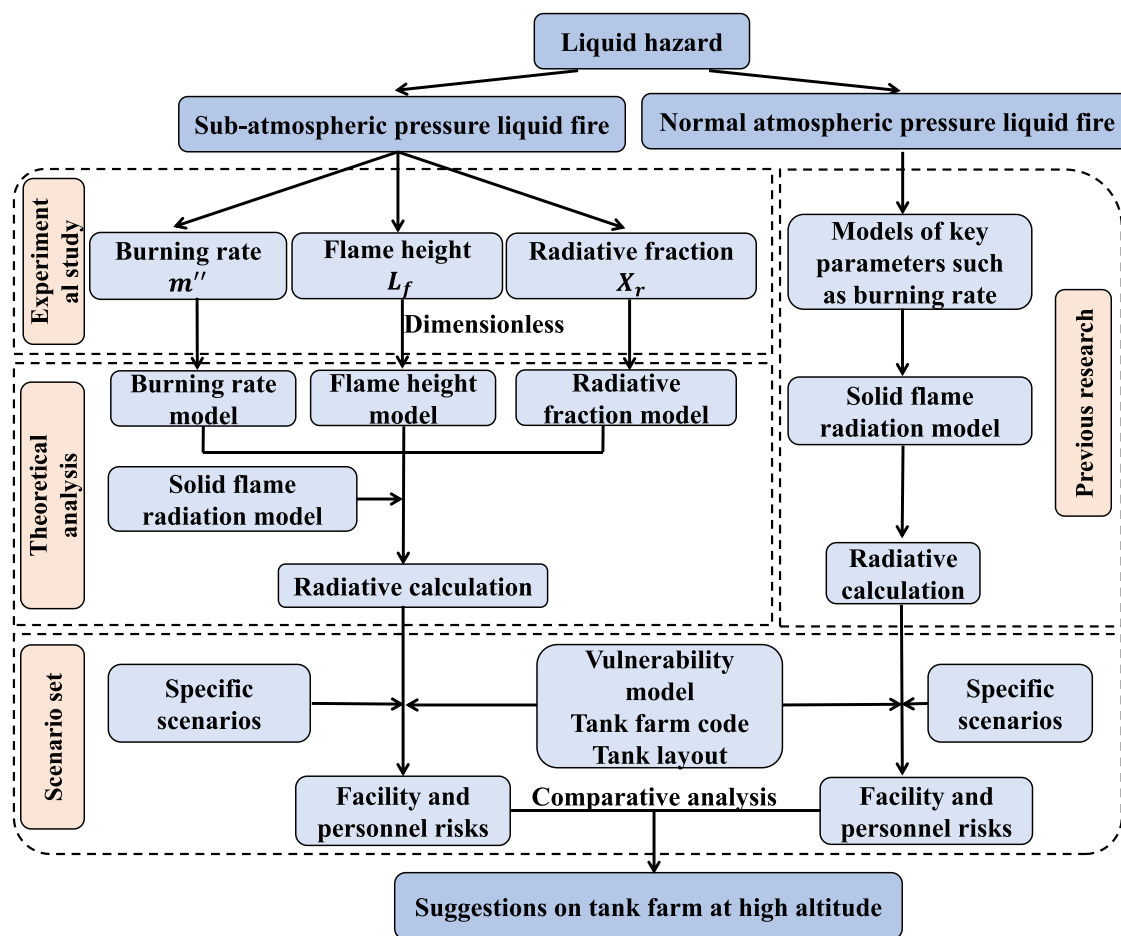 Liquid hazard
Sub-atmospheric pressure liquid fire
Normal atmospheric pressure liquid fire
Experiment
al study
Burning rate
m′′
Flame height
L_f
Radiative fraction
X_r
Dimensionless
Models of key
parameters such
as burning rate
Previous research
Theoretical
analysis
Burning rate
model
Flame height
model
Radiative
fraction model
Solid flame
radiation model
Solid flame
radiation model
Radiative calculation
Radiative
calculation
Scenario set
Specific
scenarios
Vulnerability
model
Tank farm code
Tank layout
Specific
scenarios
Facility and
personnel risks
Comparative analysis
Facility and
personnel risks
Suggestions on tank farm at high altitude